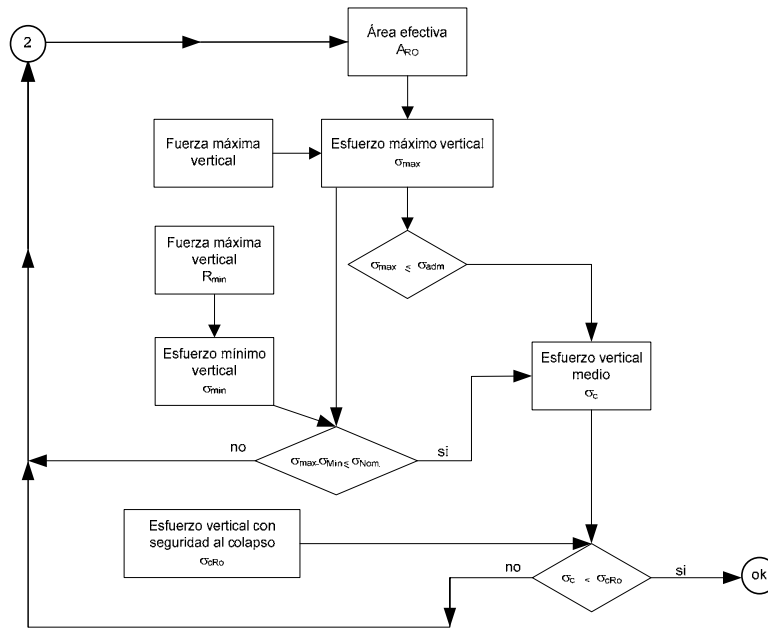 2
Área efectiva
ARO
Fuerza máxima
vertical
Esfuerzo máximo vertical
σmax
Fuerza máxima
vertical
Rmin
σmax ≤ σadm
Esfuerzo mínimo
vertical
σmin
Esfuerzo vertical
medio
σc
no
σmax-σMin≤ σNom.
si
Esfuerzo vertical con
seguridad al colapso
σcRo
no
σc < σcRo
si
ok